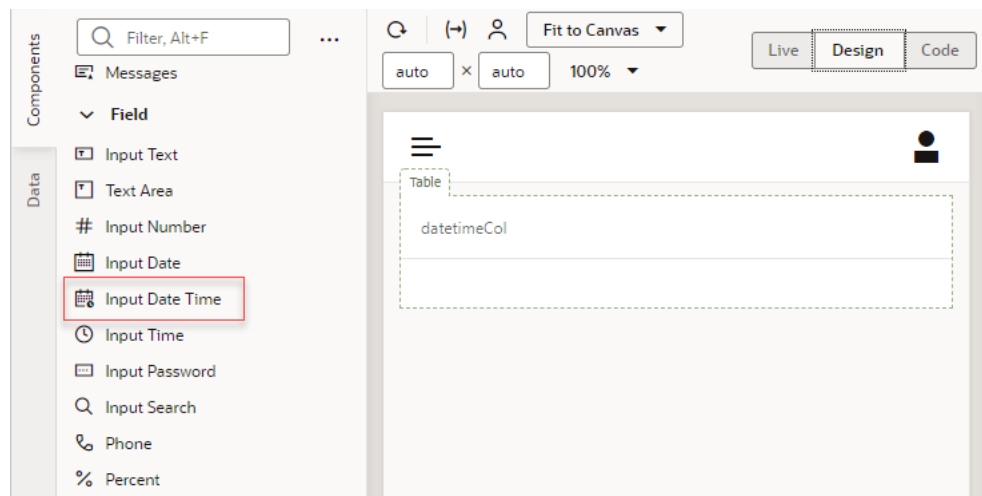 Components
Data
Filter, Alt+F
...
Messages
Field
Input Text
Text Area
# Input Number
Input Date
Input Date Time
Input Time
Input Password
Input Search
Phone
% Percent
Fit to Canvas
auto × auto 100%
Live Design Code
Table
datetimeCol